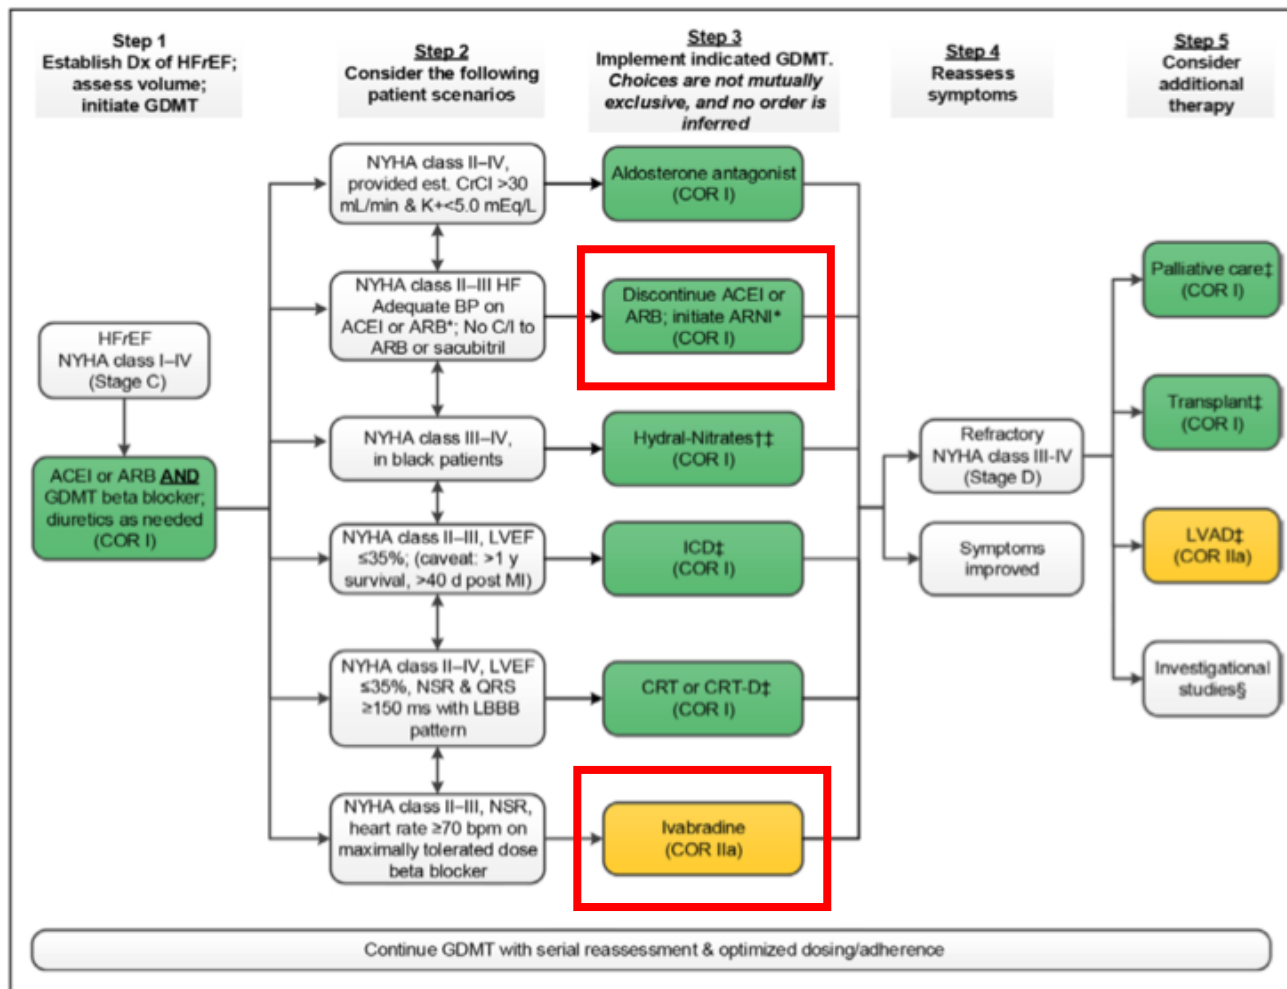 Step 1
Establish Dx of HFrEF;
assess volume;
initiate GDMT
Step 2
Consider the following
patient scenarios
Step 3
Implement indicated GDMT.
Choices are not mutually
exclusive, and no order is
inferred
Step 4
Reassess
symptoms
Step 5
Consider
additional
therapy
HFrEF
NYHA class I–IV
(Stage C)
ACEI or ARB AND
GDMT beta blocker;
diuretics as needed
(COR I)
NYHA class II–IV,
provided est. CrCl >30
mL/min & K+<5.0 mEq/L
Aldosterone antagonist
(COR I)
NYHA class II–III HF
Adequate BP on
ACEI or ARB*; No C/I to
ARB or sacubitril
Discontinue ACEI or
ARB; initiate ARNI*
(COR I)
NYHA class III–IV,
in black patients
Hydral-Nitrates†‡
(COR I)
NYHA class II–III, LVEF
≤35%; (caveat: >1 y
survival, >40 d post MI)
ICD‡
(COR I)
NYHA class II–IV, LVEF
≤35%, NSR & QRS
≥150 ms with LBBB
pattern
CRT or CRT-D‡
(COR I)
NYHA class II–III, NSR,
heart rate ≥70 bpm on
maximally tolerated dose
beta blocker
Ivabradine
(COR IIa)
Refractory
NYHA class III-IV
(Stage D)
Symptoms
improved
Palliative care‡
(COR I)
Transplant‡
(COR I)
LVAD‡
(COR IIa)
Investigational
studies§
Continue GDMT with serial reassessment & optimized dosing/adherence